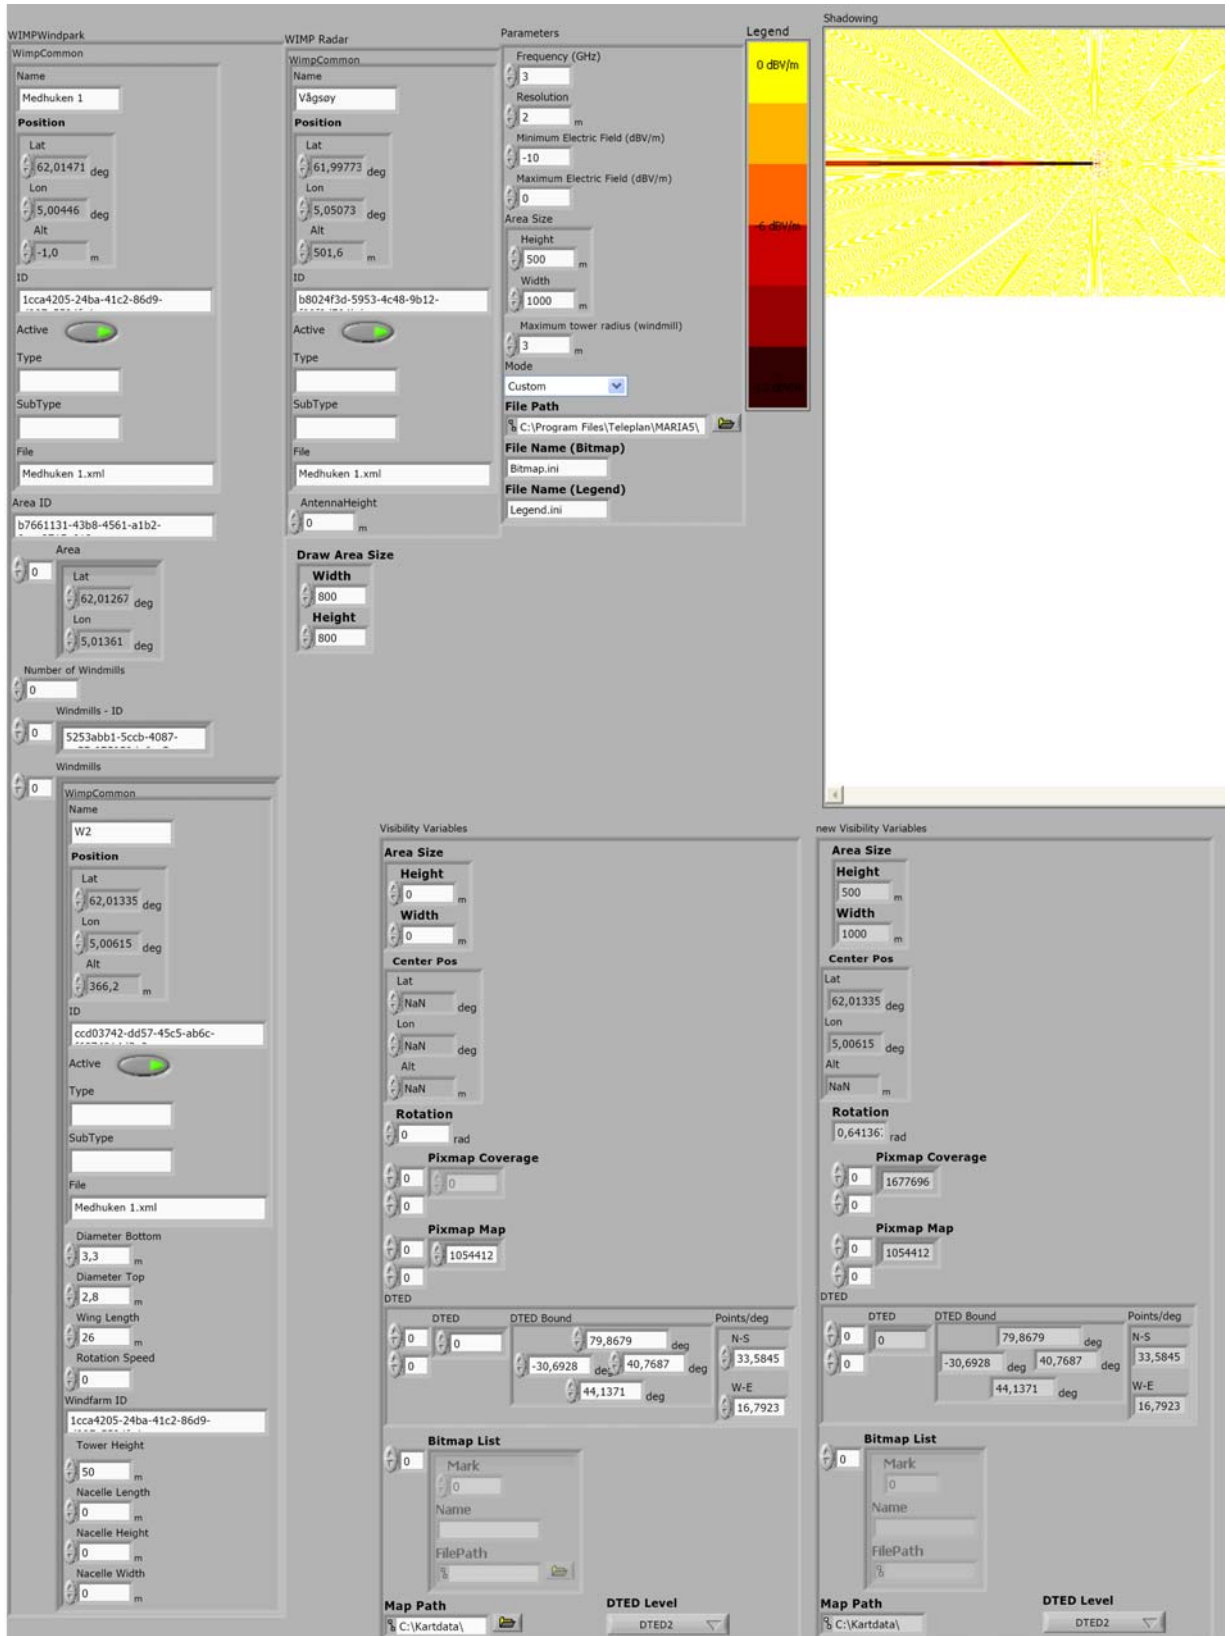 WIMPWindpark
WimpCommon
Name
Medhuken 1
Position
Lat
62,01471 deg
Lon
5,00446 deg
Alt
-1,0 m
ID
1cca4205-24ba-41c2-86d9-
Active
Type
SubType
File
Medhuken 1.xml
Area ID
b7661131-43b8-4561-a1b2-
Area
0
Lat
62,01267 deg
Lon
5,01361 deg
Number of Windmills
0
Windmills - ID
0
5253abb1-5ccb-4087-
Windmills
0
WimpCommon
Name
W2
Position
Lat
62,01335 deg
Lon
5,00615 deg
Alt
366,2 m
ID
ccd03742-dd57-45c5-ab6c-
Active
Type
SubType
File
Medhuken 1.xml
Diameter Bottom
3,3 m
Diameter Top
2,8 m
Wing Length
26 m
Rotation Speed
0
Windfarm ID
1cca4205-24ba-41c2-86d9-
Tower Height
50 m
Nacelle Length
0 m
Nacelle Height
0 m
Nacelle Width
0 m
WIMP Radar
WimpCommon
Name
Vågsøy
Position
Lat
61,99773 deg
Lon
5,05073 deg
Alt
501,6 m
ID
b8024f3d-5953-4c48-9b12-
Active
Type
SubType
File
Medhuken 1.xml
AntennaHeight
0 m
Draw Area Size
Width
800
Height
800
Parameters
Frequency (GHz)
3
Resolution
2 m
Minimum Electric Field (dBV/m)
-10
Maximum Electric Field (dBV/m)
0
Area Size
Height
500 m
Width
1000 m
Maximum tower radius (windmill)
3 m
Mode
Custom
File Path
C:\Program Files\Teleplan\MARIA5\
File Name (Bitmap)
Bitmap.ini
File Name (Legend)
Legend.ini
Legend
0 dBV/m
-6 dBV/m
Shadowing
Visibility Variables
Area Size
Height
0 m
Width
0 m
Center Pos
Lat
NaN deg
Lon
NaN deg
Alt
NaN m
Rotation
0 rad
Pixmap Coverage
0 0
0
Pixmap Map
0 1054412
0
DTED
DTED DTED Bound Points/deg
0 0
0
79,8679 deg
-30,6928 deg 40,7687 deg
44,1371 deg
N-S
33,5845
W-E
16,7923
Bitmap List
0
Mark
0
Name
FilePath
Map Path
C:\Kartdata\
DTED Level
DTED2
new Visibility Variables
Area Size
Height
500 m
Width
1000 m
Center Pos
Lat
62,01335 deg
Lon
5,00615 deg
Alt
NaN m
Rotation
0,6413 rad
Pixmap Coverage
0 1677696
0
Pixmap Map
0 1054412
0
DTED
DTED DTED Bound Points/deg
0 0
0
79,8679 deg
-30,6928 deg 40,7687 deg
44,1371 deg
N-S
33,5845
W-E
16,7923
Bitmap List
0
Mark
0
Name
FilePath
Map Path
C:\Kartdata\
DTED Level
DTED2